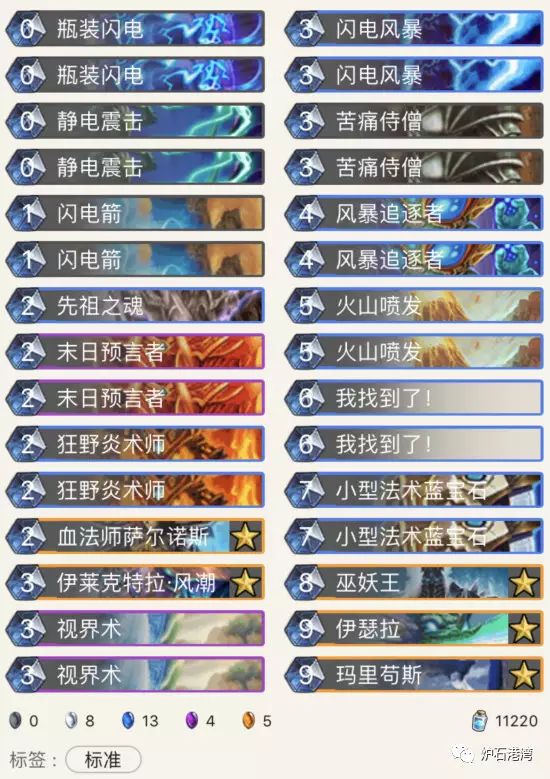 0 瓶装闪电
0 瓶装闪电
0 静电震击
0 静电震击
1 闪电箭
1 闪电箭
2 先祖之魂
2 末日预言者
2 末日预言者
2 狂野炎术师
2 狂野炎术师
2 血法师萨尔诺斯
3 伊莱克特拉·风潮
3 视界术
3 视界术
3 闪电风暴
3 闪电风暴
3 苦痛侍僧
3 苦痛侍僧
4 风暴追逐者
4 风暴追逐者
5 火山喷发
5 火山喷发
6 我找到了！
6 我找到了！
7 小型法术蓝宝石
7 小型法术蓝宝石
8 巫妖王
9 伊瑟拉
9 玛里苟斯
0 8 13 4 5 11220
标签： 标准
炉石港湾